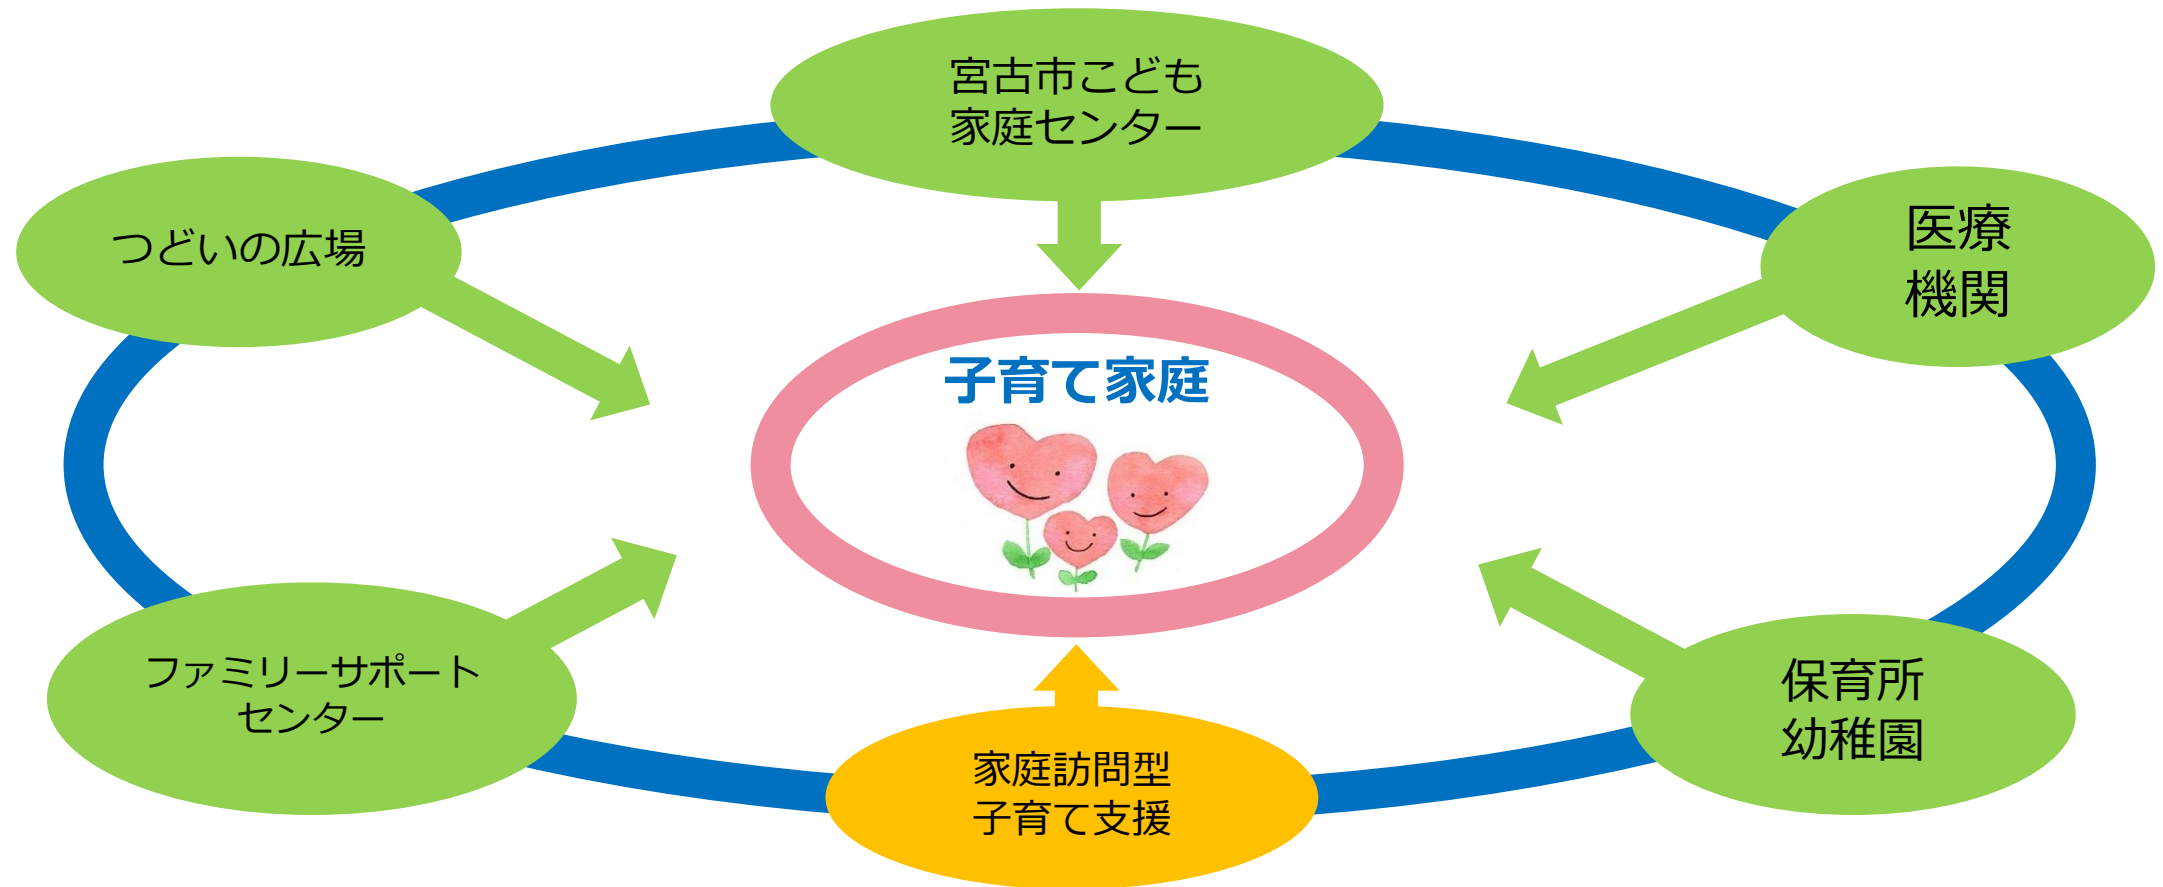 宮古市こども
家庭センター
つどいの広場
医療
機関
子育て家庭
ファミリーサポート
センター
保育所
幼稚園
家庭訪問型
子育て支援